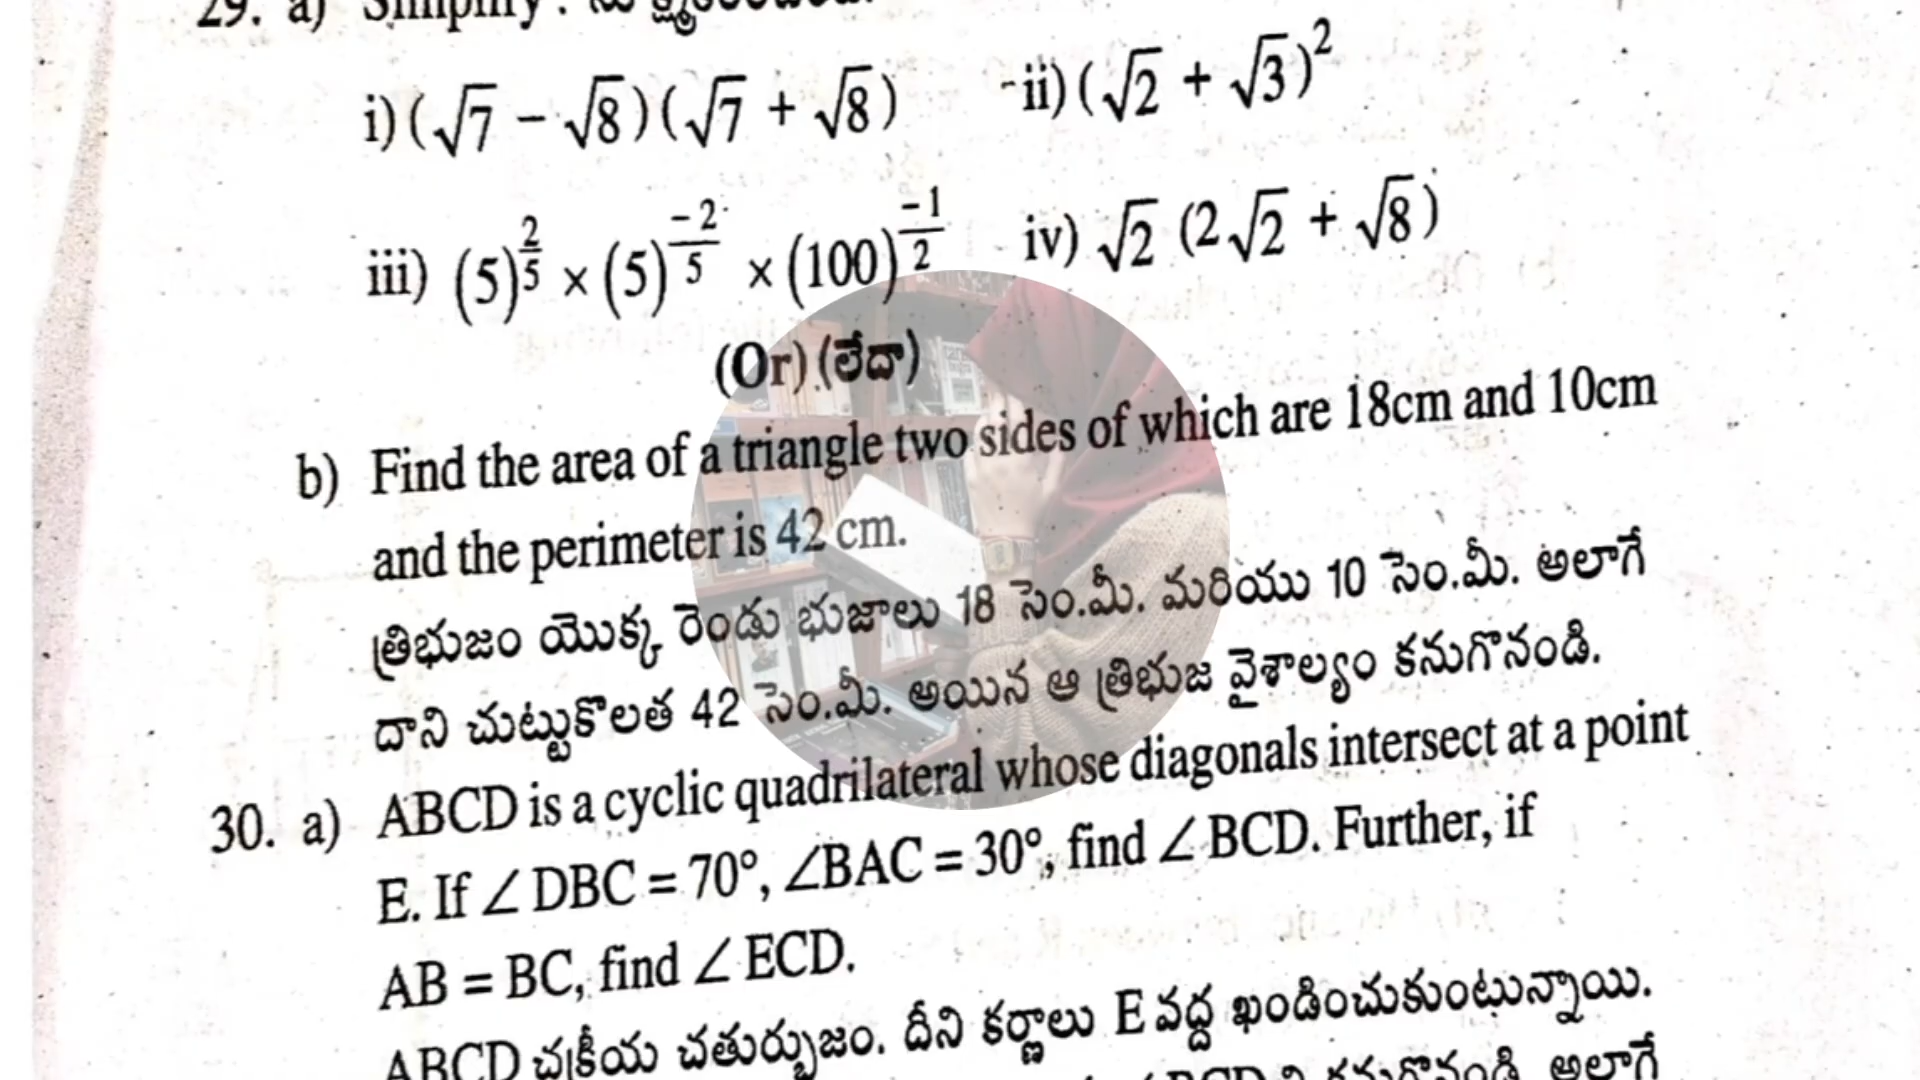 29. a) Simplify :
i) (√7 − √8) (√7 + √8) ii) (√2 + √3)²
iii) (5)^(2/5) × (5)^(−2/5) × (100)^(−1/2) iv) √2 (2√2 + √8)
(Or) (లేదా)
b) Find the area of a triangle two sides of which are 18cm and 10cm
and the perimeter is 42 cm.
త్రిభుజం యొక్క రెండు భుజాలు 18 సెం.మీ. మరియు 10 సెం.మీ. అలాగే
దాని చుట్టుకొలత 42 సెం.మీ. అయిన ఆ త్రిభుజ వైశాల్యం కనుగొనండి.
30. a) ABCD is a cyclic quadrilateral whose diagonals intersect at a point
E. If ∠DBC = 70°, ∠BAC = 30°, find ∠BCD. Further, if
AB = BC, find ∠ECD.
ABCD చక్రీయ చతుర్భుజం. దీని కర్ణాలు E వద్ద ఖండించుకుంటున్నాయి.
అలాగే